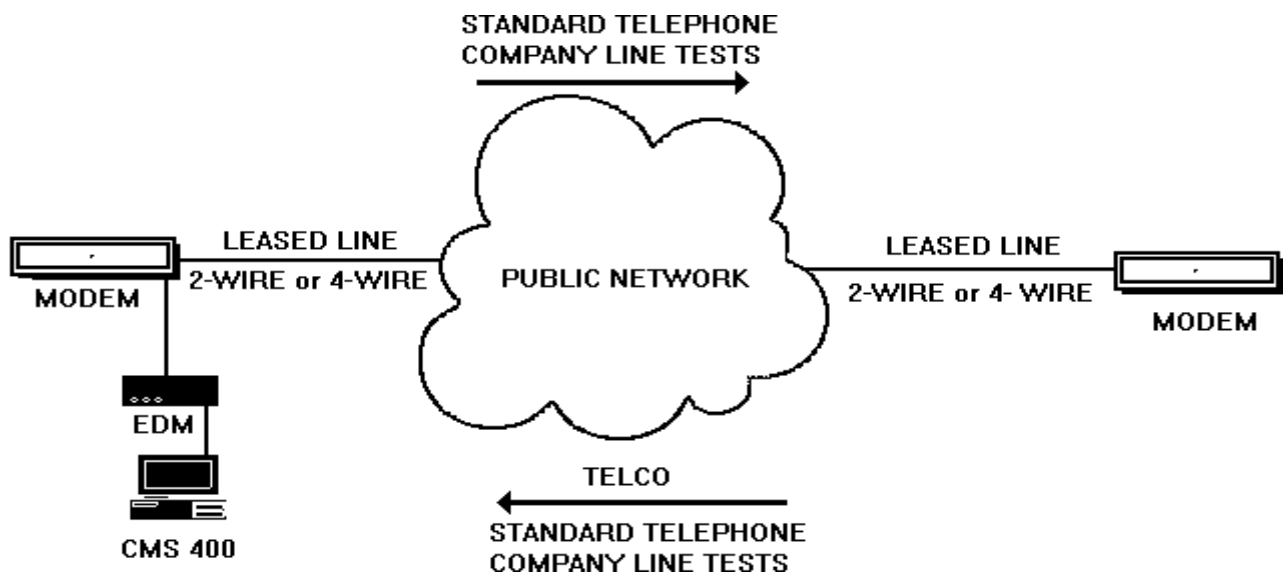 STANDARD TELEPHONE
COMPANY LINE TESTS
LEASED LINE
2-WIRE or 4-WIRE
MODEM
PUBLIC NETWORK
LEASED LINE
2-WIRE or 4- WIRE
MODEM
EDM
CMS 400
TELCO
STANDARD TELEPHONE
COMPANY LINE TESTS